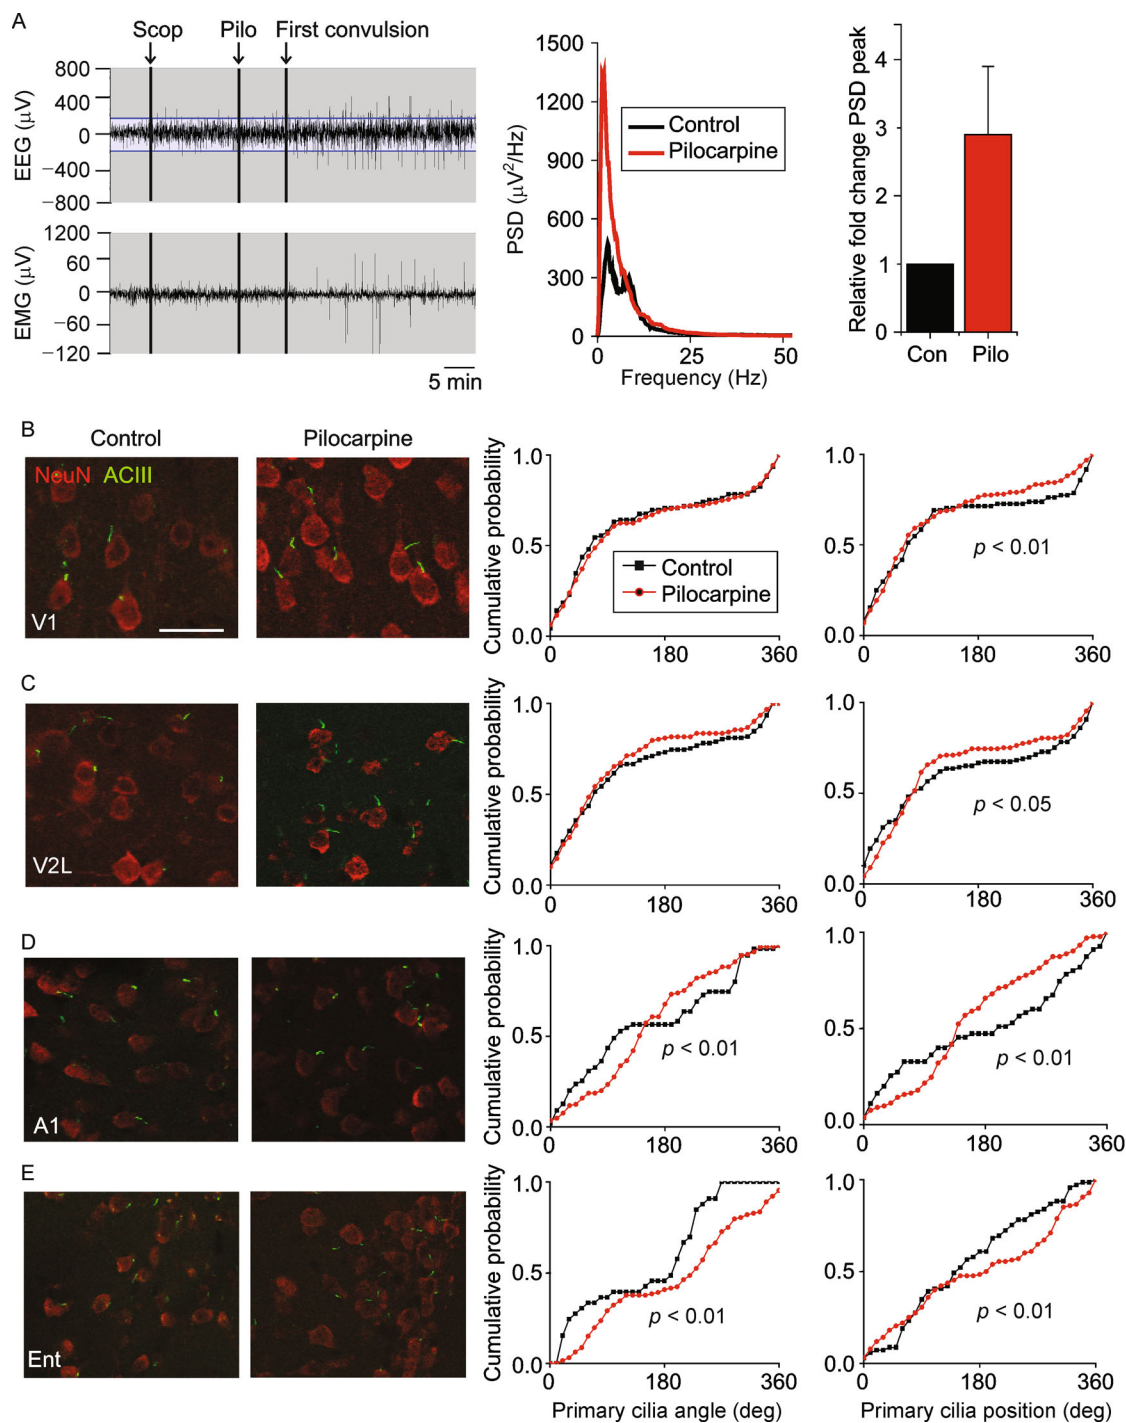 A
Scop Pilo First convulsion
EEG (μV)
800
400
0
−400
−800
EMG (μV)
1200
60
0
−60
−120
5 min
PSD (μV²/Hz)
1500
1200
900
600
300
0
0 25 50
Frequency (Hz)
Control
Pilocarpine
Relative fold change PSD peak
4
3
2
1
0
Con Pilo
B
Control Pilocarpine
NeuN ACIII
V1
Cumulative probability
1.0
0.5
0.0
0 180 360
Control
Pilocarpine
1.0
0.5
0.0
0 180 360
p < 0.01
C
V2L
Cumulative probability
1.0
0.5
0.0
0 180 360
1.0
0.5
0.0
0 180 360
p < 0.05
D
A1
Cumulative probability
1.0
0.5
0.0
0 180 360
p < 0.01
1.0
0.5
0.0
0 180 360
p < 0.01
E
Ent
Cumulative probability
1.0
0.5
0.0
0 180 360
p < 0.01
Primary cilia angle (deg)
1.0
0.5
0.0
0 180 360
p < 0.01
Primary cilia position (deg)